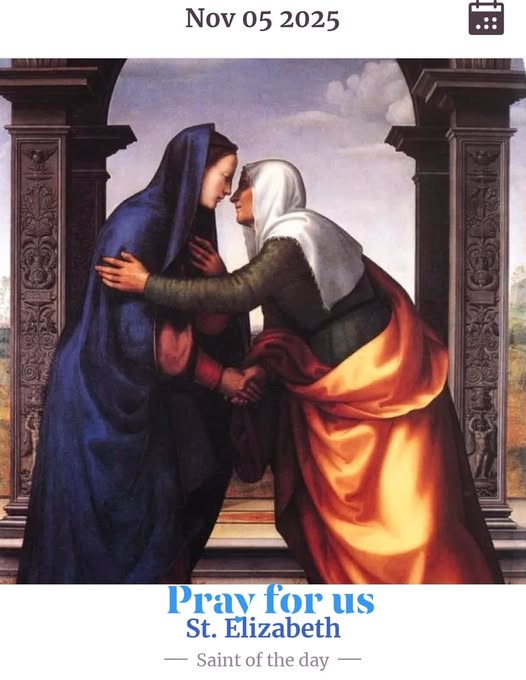 Nov 05 2025
Pray for us
St. Elizabeth
Saint of the day